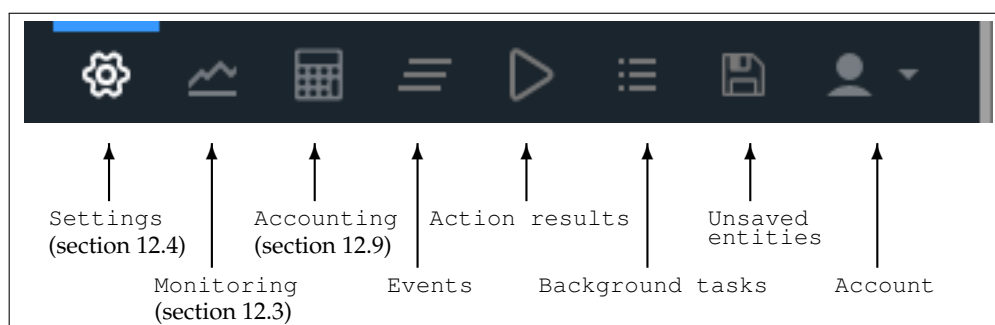 Settings
(section 12.4)
Accounting
(section 12.9)
Action results
Unsaved
entities
Monitoring
(section 12.3)
Events
Background tasks
Account